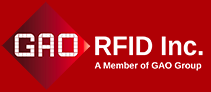 GAO RFID Inc.
A Member of GAO Group